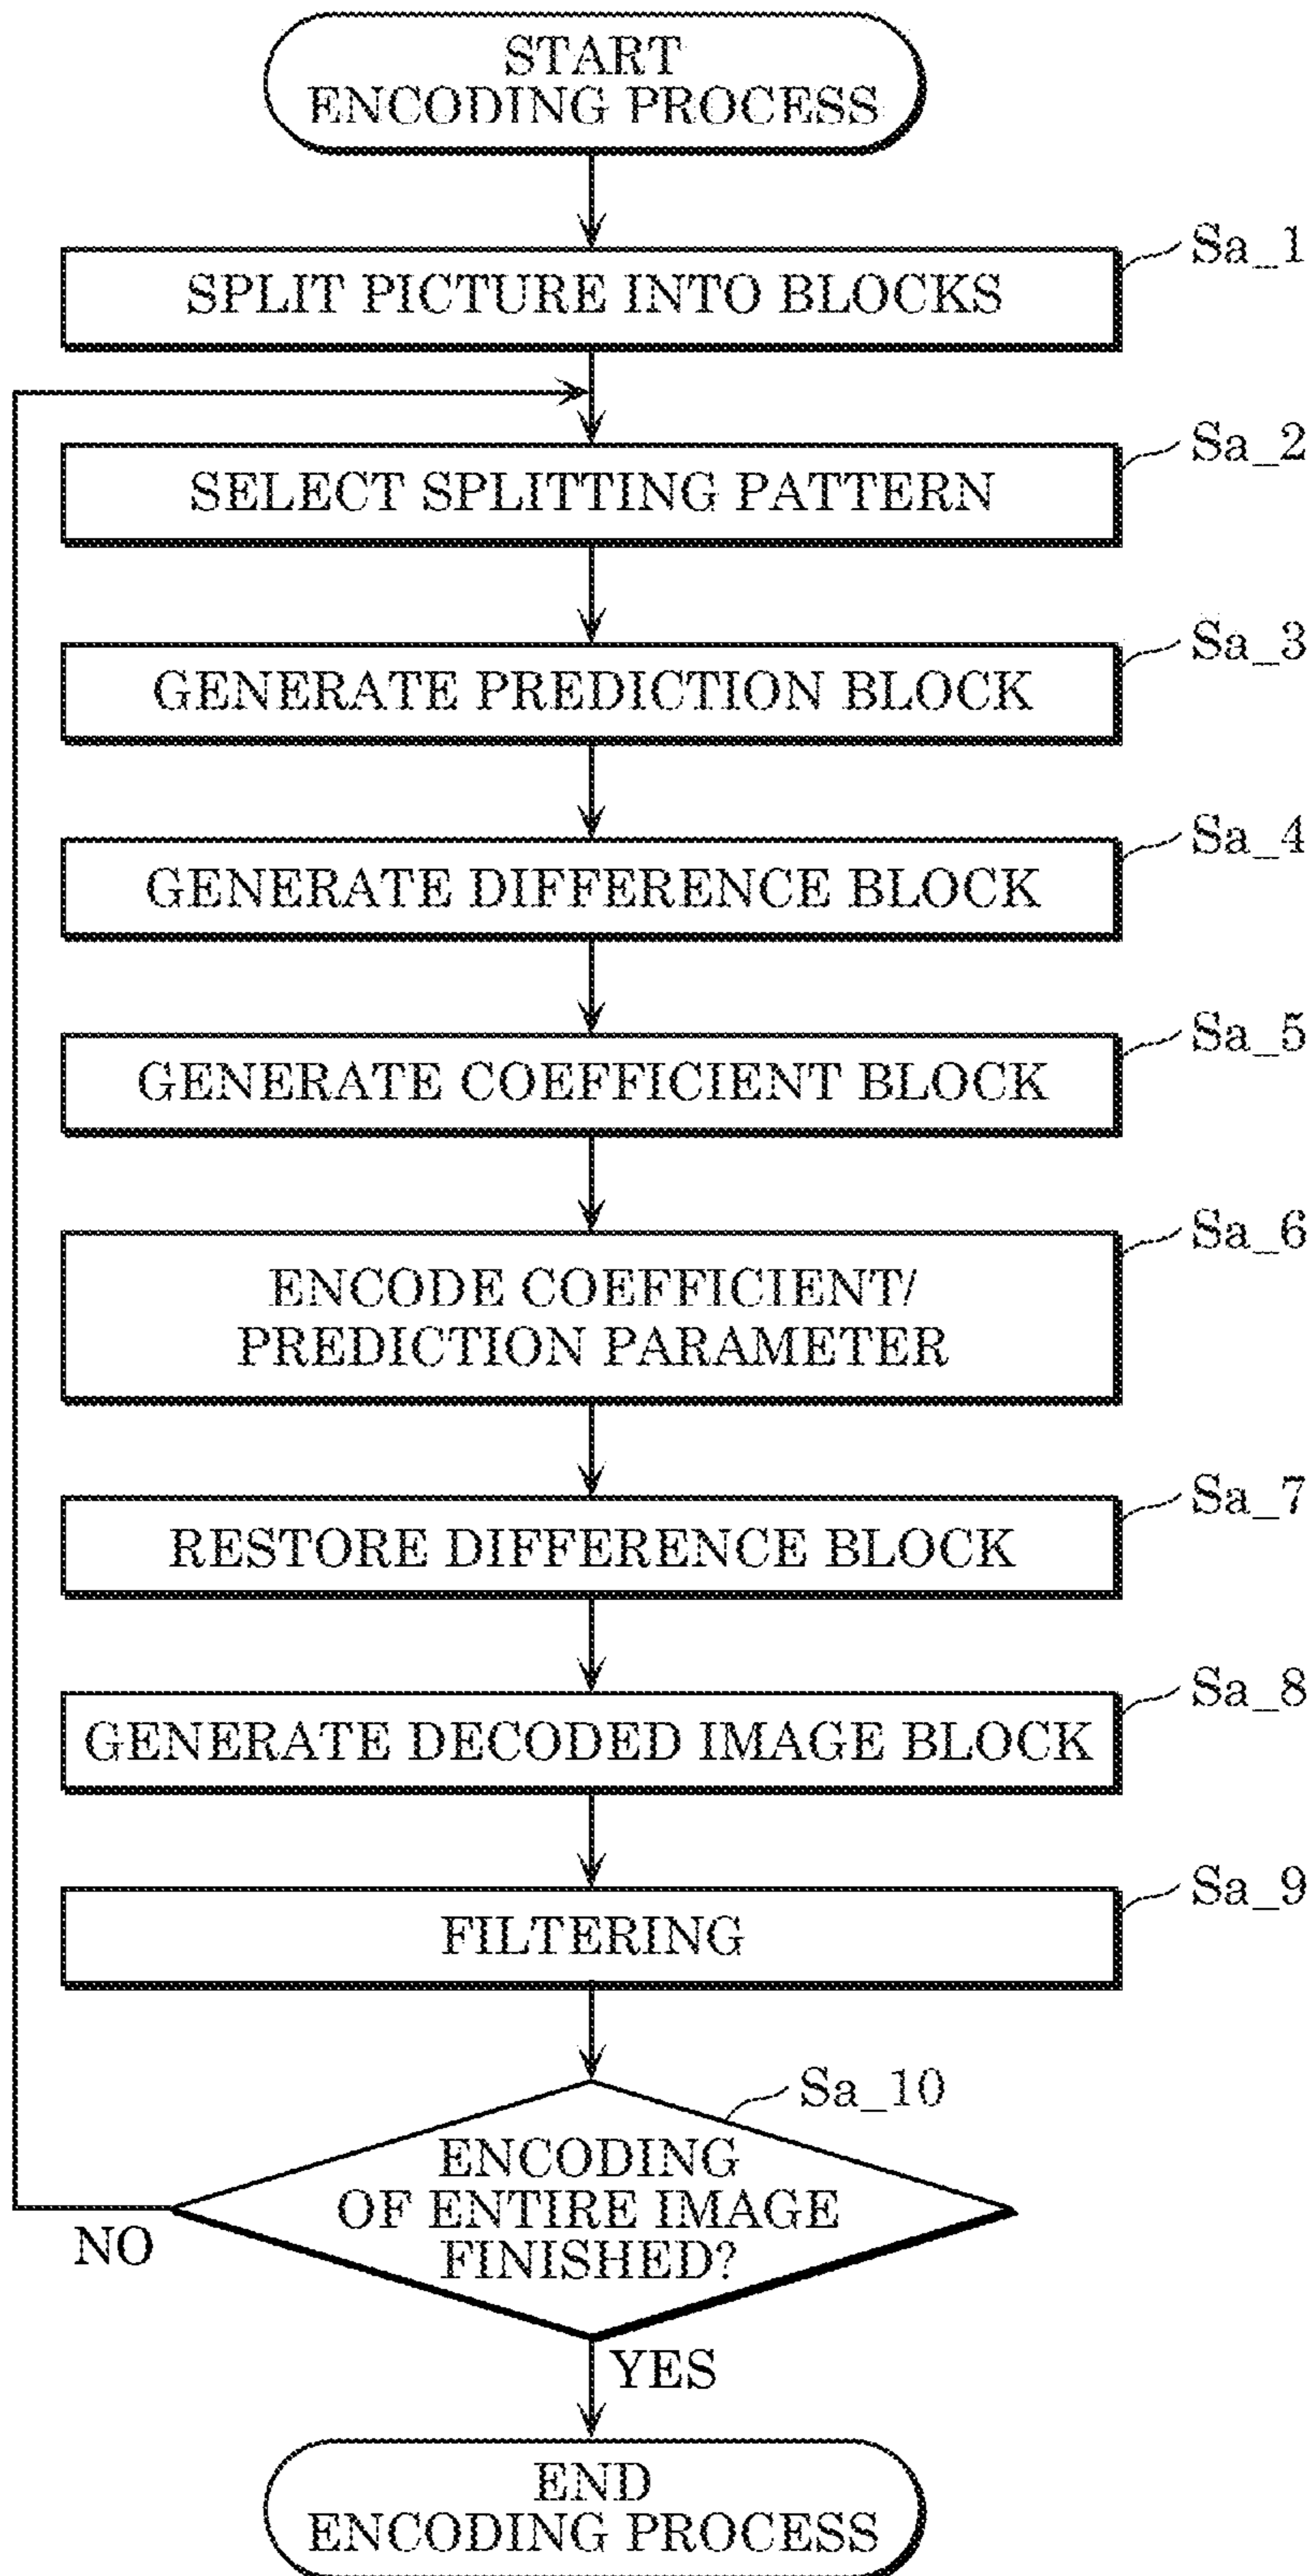 START
ENCODING PROCESS
Sa_1
SPLIT PICTURE INTO BLOCKS
Sa_2
SELECT SPLITTING PATTERN
Sa_3
GENERATE PREDICTION BLOCK
Sa_4
GENERATE DIFFERENCE BLOCK
Sa_5
GENERATE COEFFICIENT BLOCK
Sa_6
ENCODE COEFFICIENT/
PREDICTION PARAMETER
Sa_7
RESTORE DIFFERENCE BLOCK
Sa_8
GENERATE DECODED IMAGE BLOCK
Sa_9
FILTERING
Sa_10
ENCODING
OF ENTIRE IMAGE
FINISHED?
NO
YES
END
ENCODING PROCESS